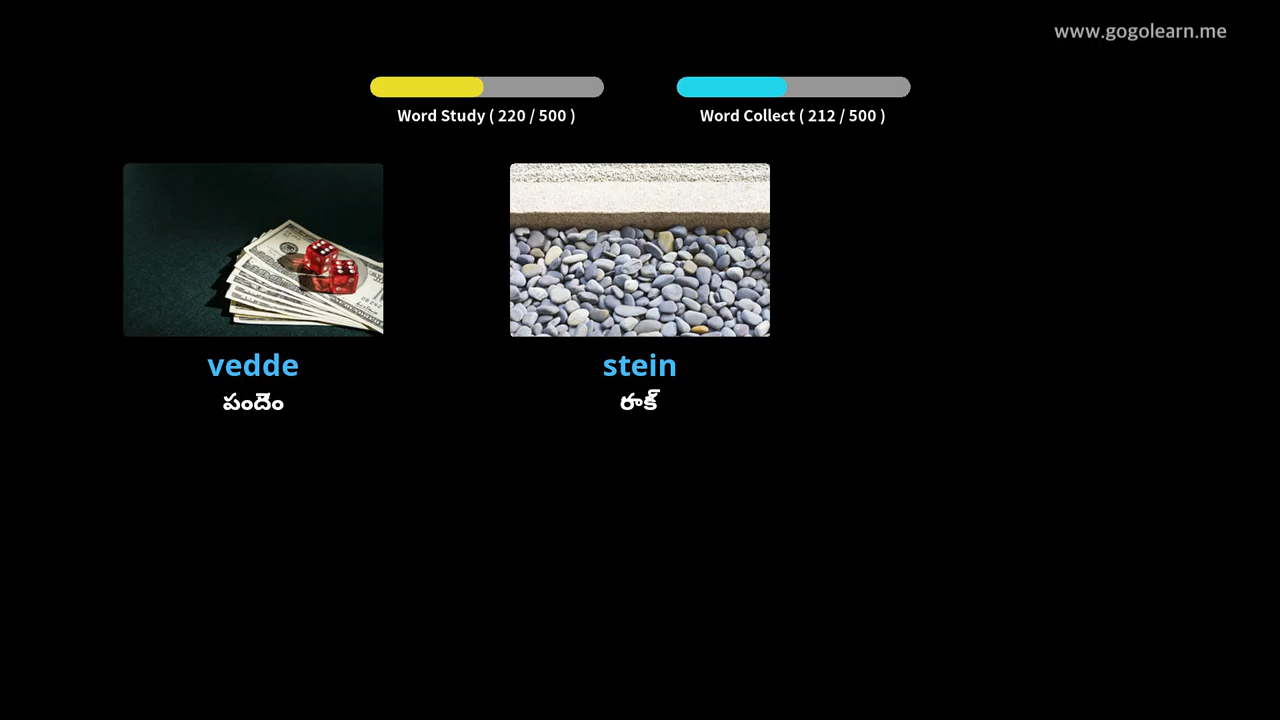 www.gogolearn.me
Word Study ( 220 / 500 )
Word Collect ( 212 / 500 )
vedde
పందెం
stein
రాక్